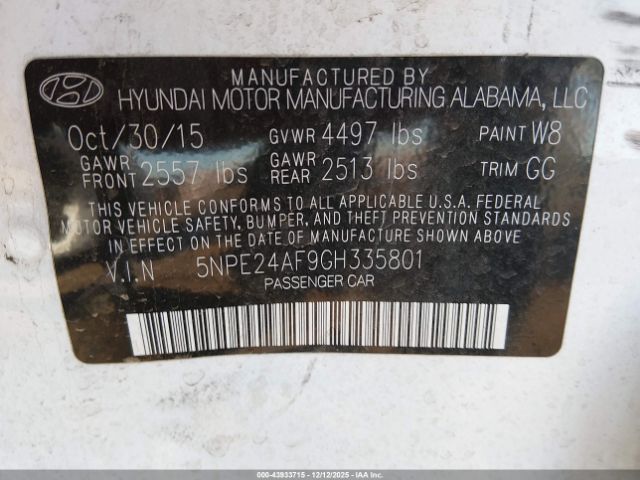 MANUFACTURED BY
HYUNDAI MOTOR MANUFACTURING ALABAMA, LLC
Oct/30/15 GVWR 4497 lbs PAINT W8
GAWR FRONT 2557 lbs GAWR REAR 2513 lbs TRIM GG
THIS VEHICLE CONFORMS TO ALL APPLICABLE U.S.A. FEDERAL
MOTOR VEHICLE SAFETY, BUMPER, AND THEFT PREVENTION STANDARDS
IN EFFECT ON THE DATE OF MANUFACTURE SHOWN ABOVE.
V.I.N 5NPE24AF9GH335801
PASSENGER CAR
000-43933715 - 12/12/2025 -